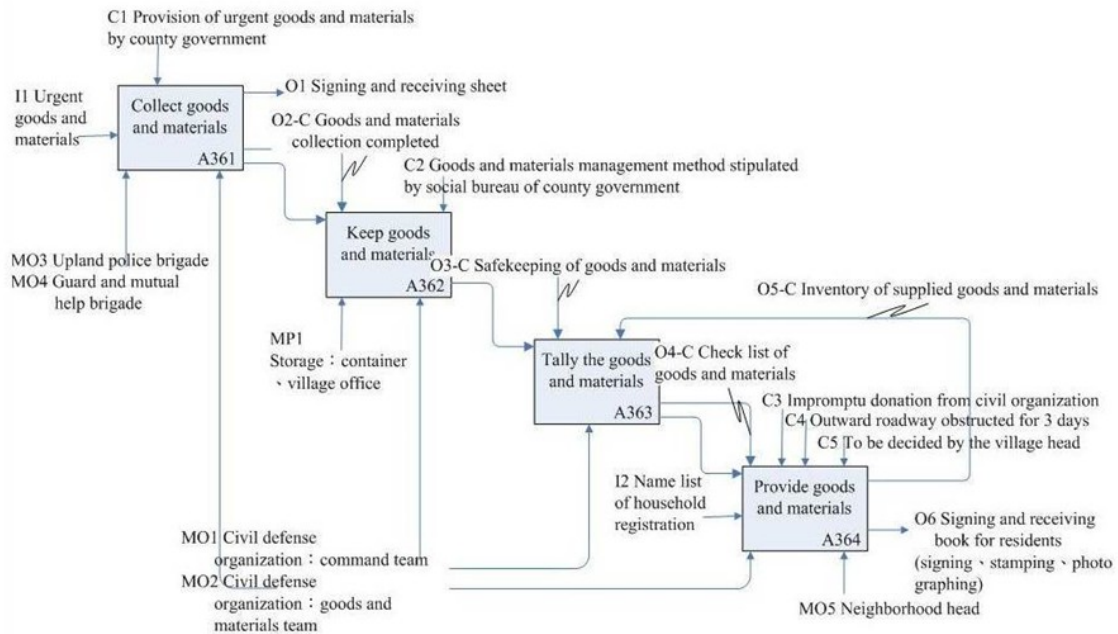 C1 Provision of urgent goods and materials
by county government
I1 Urgent
goods and
materials
Collect goods
and materials
A361
O1 Signing and receiving sheet
O2-C Goods and materials
collection completed
C2 Goods and materials management method stipulated
by social bureau of county government
Keep goods
and materials
A362
MO3 Upland police brigade
MO4 Guard and mutual
help brigade
O3-C Safekeeping of goods and materials
O5-C Inventory of supplied goods and materials
MP1
Storage：container
、village office
Tally the goods
and materials
A363
O4-C Check list of
goods and materials
C3 Impromptu donation from civil organization
C4 Outward roadway obstructed for 3 days
C5 To be decided by the village head
I2 Name list
of household
registration
Provide goods
and materials
A364
MO1 Civil defense
organization：command team
MO2 Civil defense
organization：goods and
materials team
O6 Signing and receiving
book for residents
(signing、stamping、photo
graphing)
MO5 Neighborhood head